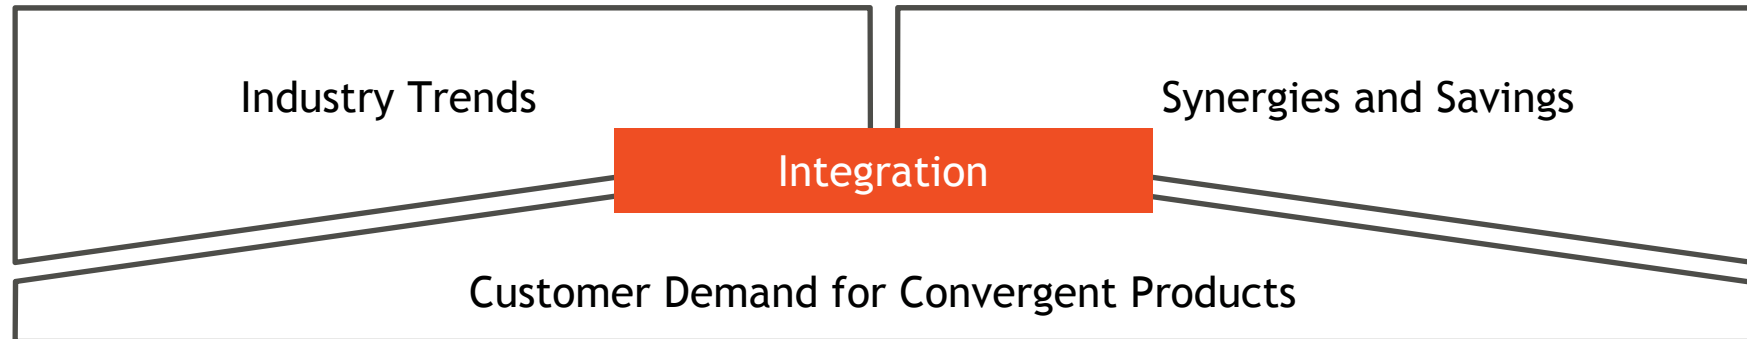 Industry Trends
Synergies and Savings
Integration
Customer Demand for Convergent Products